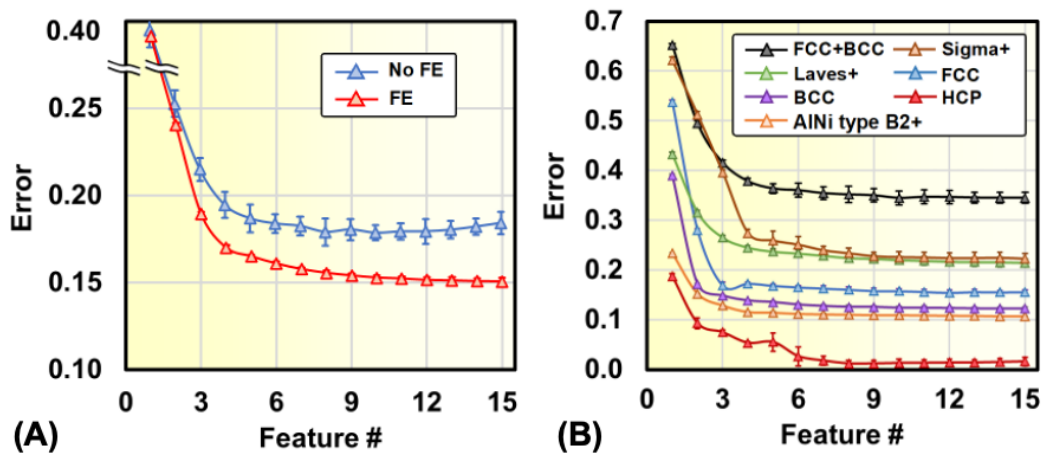 0.40
0.25
0.20
0.15
0.10
Error
No FE
FE
0 3 6 9 12 15
Feature #
(A)
0.7
0.6
0.5
0.4
0.3
0.2
0.1
0.0
Error
FCC+BCC Sigma+
Laves+ FCC
BCC HCP
AlNi type B2+
0 3 6 9 12 15
Feature #
(B)